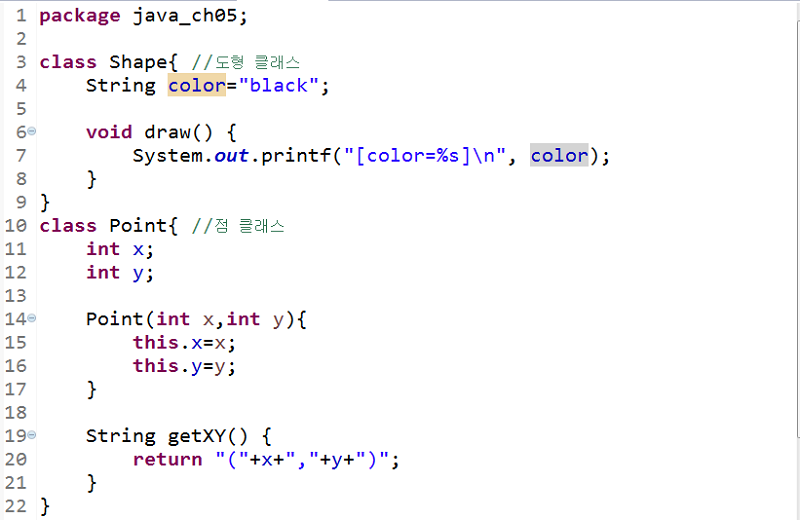 1 package java_ch05;
2
3 class Shape{ //도형 클래스
4     String color="black";
5
6     void draw() {
7         System.out.printf("[color=%s]\n", color);
8     }
9 }
10 class Point{ //점 클래스
11     int x;
12     int y;
13
14     Point(int x,int y){
15         this.x=x;
16         this.y=y;
17     }
18
19     String getXY() {
20         return "("+x+","+y+")";
21     }
22 }